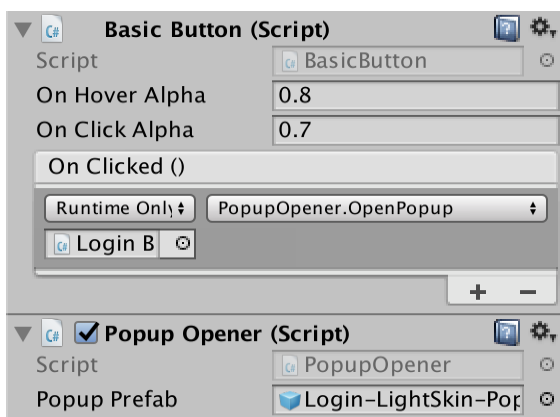 Basic Button (Script)
Script BasicButton
On Hover Alpha 0.8
On Click Alpha 0.7
On Clicked ()
Runtime Only PopupOpener.OpenPopup
Login B
+ −
Popup Opener (Script)
Script PopupOpener
Popup Prefab Login-LightSkin-Pop